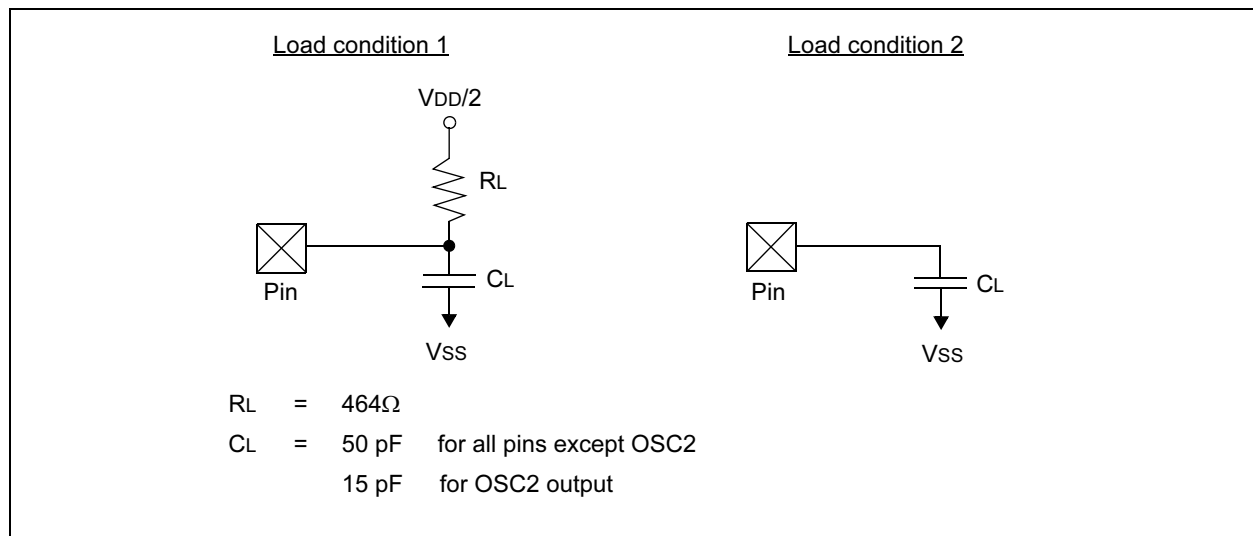 Load condition 1
VDD/2
RL
Pin
CL
VSS
Load condition 2
Pin
CL
VSS
RL = 464Ω
CL = 50 pF for all pins except OSC2
15 pF for OSC2 output